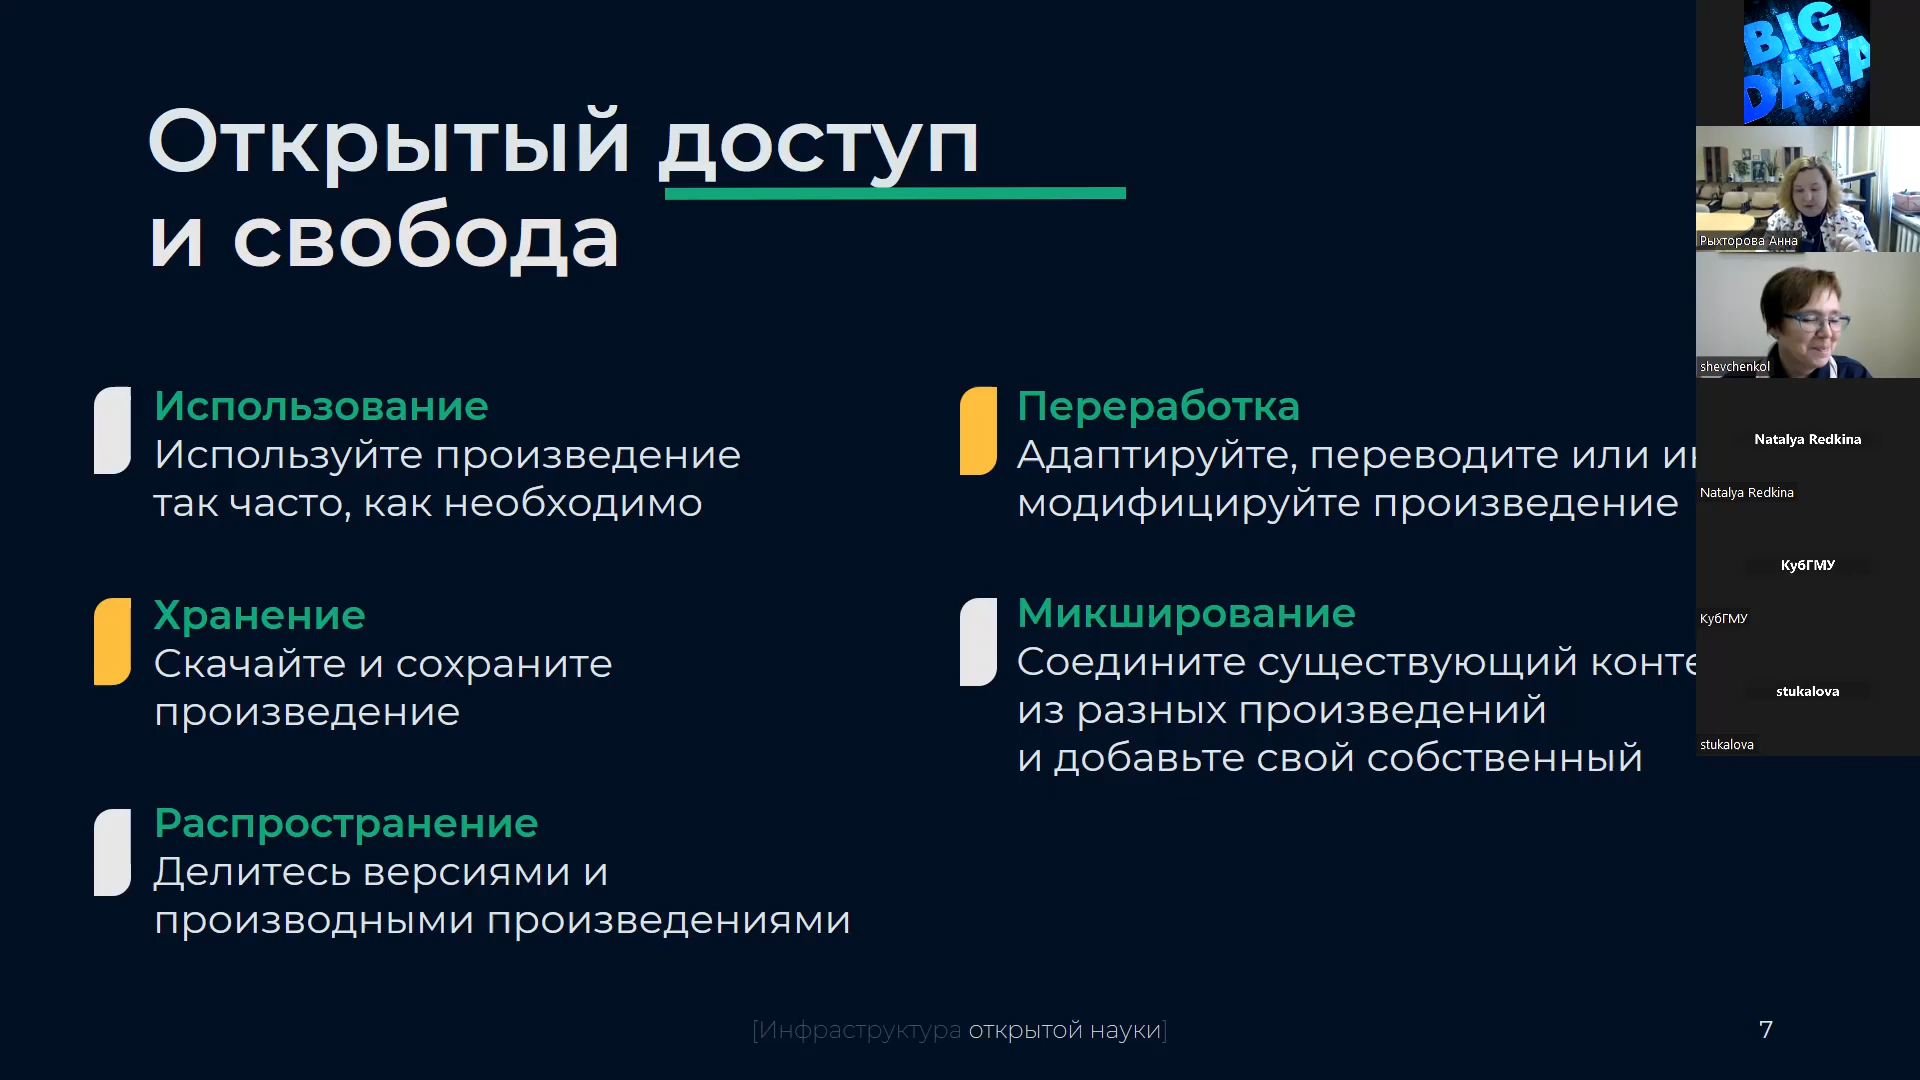 Открытый доступ
и свобода
Использование
Используйте произведение
так часто, как необходимо
Хранение
Скачайте и сохраните
произведение
Распространение
Делитесь версиями и
производными произведениями
Переработка
Адаптируйте, переводите или
модифицируйте произведение
Микширование
Соедините существующий
из разных произведений
и добавьте свой собственный
[Инфраструктура открытой науки]
7
BIG
DATA
Рыхторова Анна
shevchenkol
Natalya Redkina
Natalya Redkina
КубГМУ
КубГМУ
stukalova
stukalova